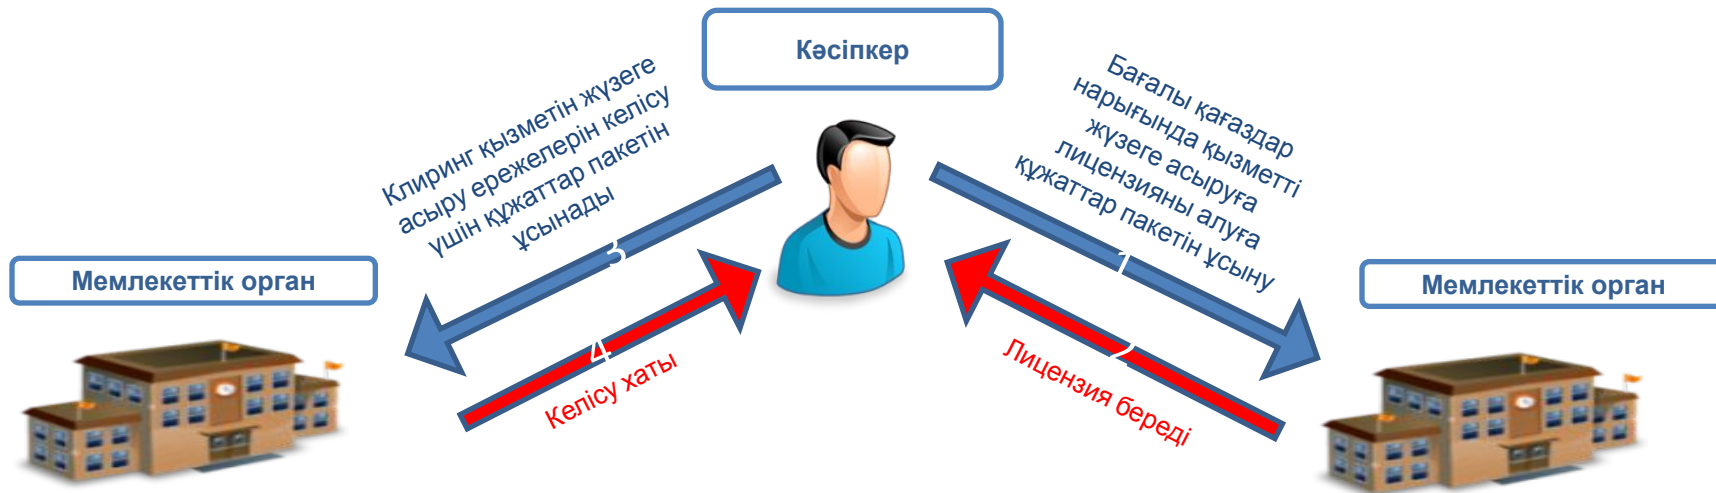 Кәсіпкер
Клиринг қызметін жүзеге
асыру ережелерін келісу
үшін құжаттар пакетін
ұсынады
Бағалы қағаздар
нарығында қызметті
жүзеге асыруға
лицензияны алуға
құжаттар пакетін ұсыну
3
1
Мемлекеттік орган
Мемлекеттік орган
4
2
Келісу хаты
Лицензия береді